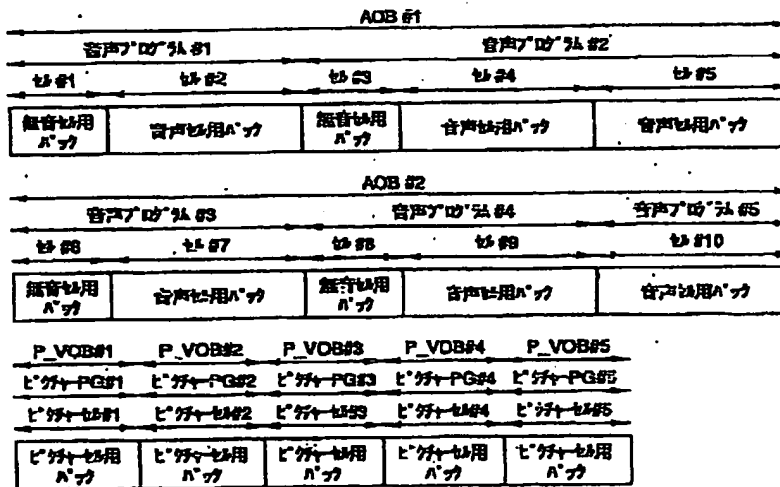 AOB #1
音声プログラム #1 音声プログラム #2
セル #1 セル #2 セル #3 セル #4 セル #5
無音セル用パック 音声セル用パック 無音セル用パック 音声セル用パック 音声セル用パック
AOB #2
音声プログラム #3 音声プログラム #4 音声プログラム #5
セル #6 セル #7 セル #8 セル #9 セル #10
無音セル用パック 音声セル用パック 無音セル用パック 音声セル用パック 音声セル用パック
P_VOB#1 P_VOB#2 P_VOB#3 P_VOB#4 P_VOB#5
ピクチャーPG#1 ピクチャーPG#2 ピクチャーPG#3 ピクチャーPG#4 ピクチャーPG#5
ピクチャーセル#1 ピクチャーセル#2 ピクチャーセル#3 ピクチャーセル#4 ピクチャーセル#5
ピクチャーセル用パック ピクチャーセル用パック ピクチャーセル用パック ピクチャーセル用パック ピクチャーセル用パック